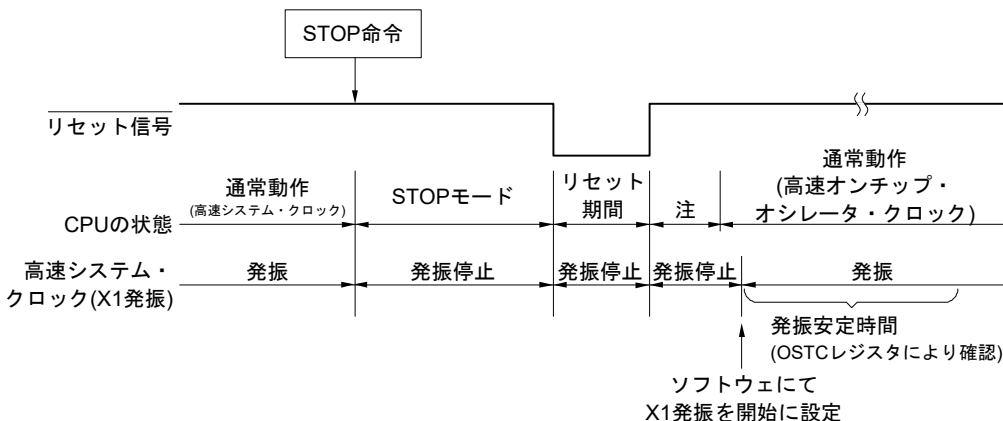 STOP命令
リセット信号
通常動作
(高速システム・クロック)
STOPモード
リセット
期間
注
通常動作
(高速オンチップ・
オシレータ・クロック)
CPUの状態
高速システム・
クロック(X1発振)
発振
発振停止
発振停止
発振停止
発振
発振安定時間
(OSTCレジスタにより確認)
ソフトウェにて
X1発振を開始に設定